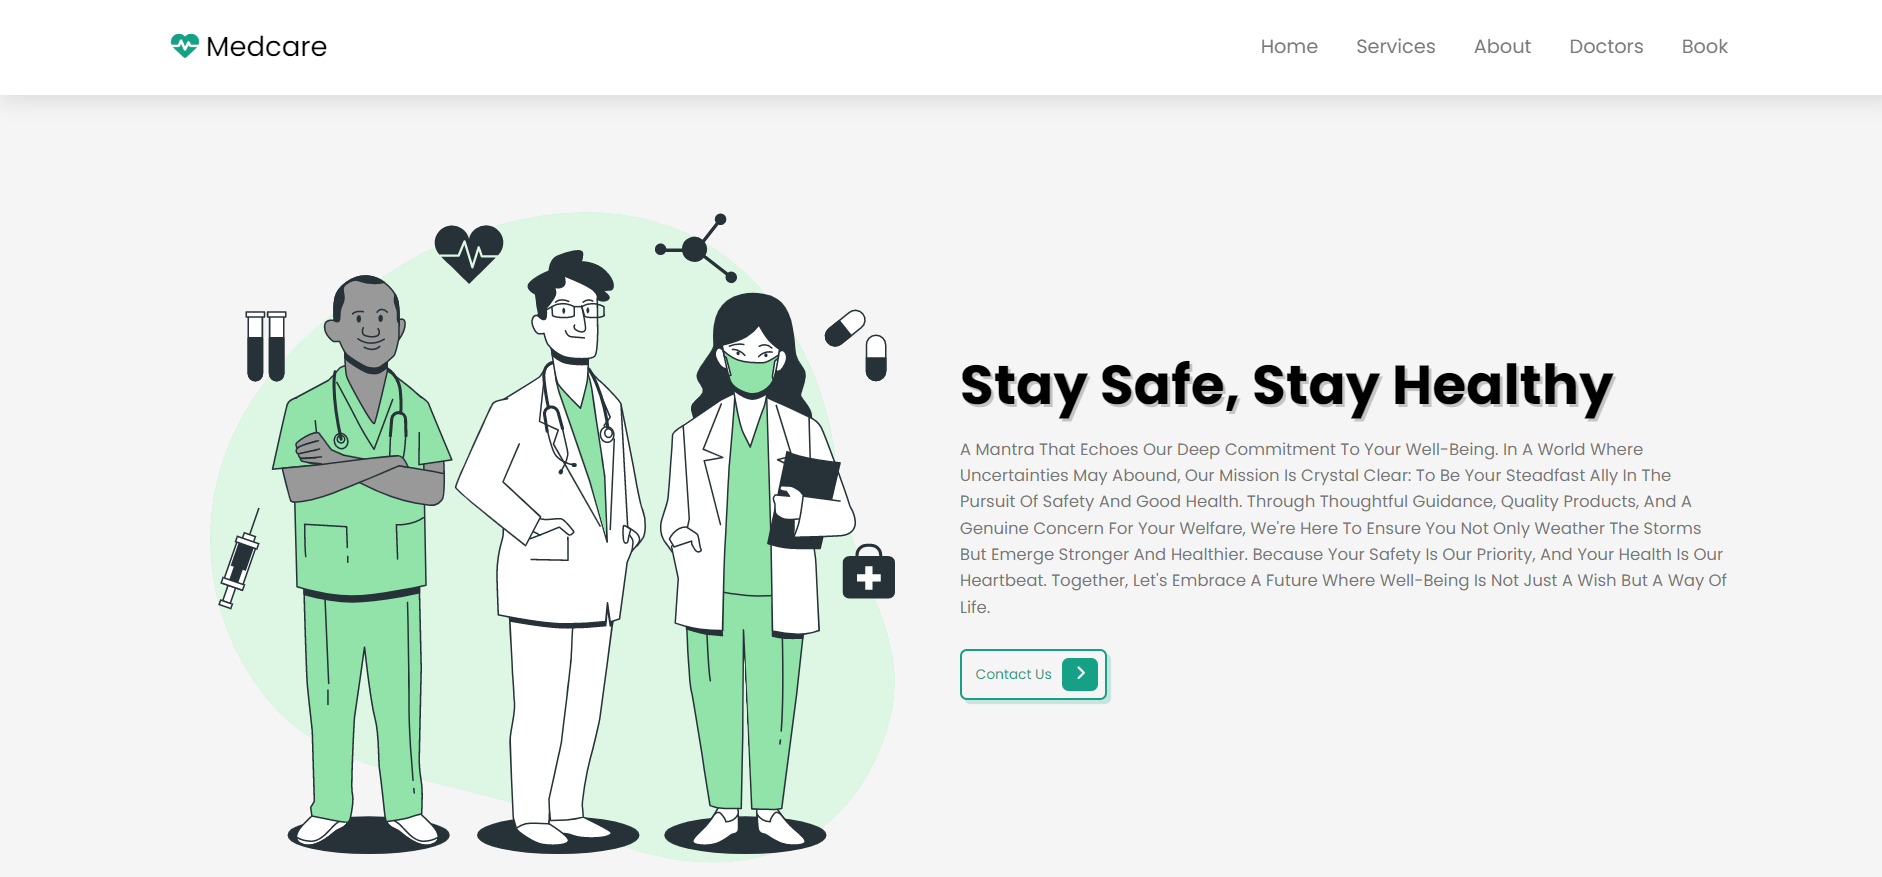 Medcare
Home Services About Doctors Book
Stay Safe, Stay Healthy
A Mantra That Echoes Our Deep Commitment To Your Well-Being. In A World Where
Uncertainties May Abound, Our Mission Is Crystal Clear: To Be Your Steadfast Ally In The
Pursuit Of Safety And Good Health. Through Thoughtful Guidance, Quality Products, And A
Genuine Concern For Your Welfare, We're Here To Ensure You Not Only Weather The Storms
But Emerge Stronger And Healthier. Because Your Safety Is Our Priority, And Your Health Is Our
Heartbeat. Together, Let's Embrace A Future Where Well-Being Is Not Just A Wish But A Way Of
Life.
Contact Us